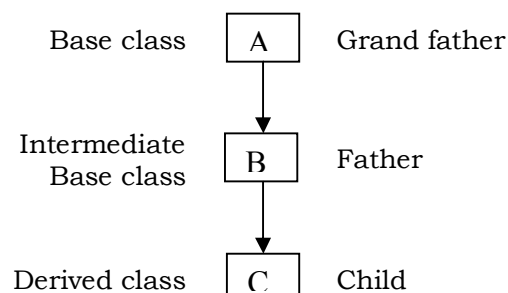 Base class A Grand father
Intermediate
Base class B Father
Derived class C Child